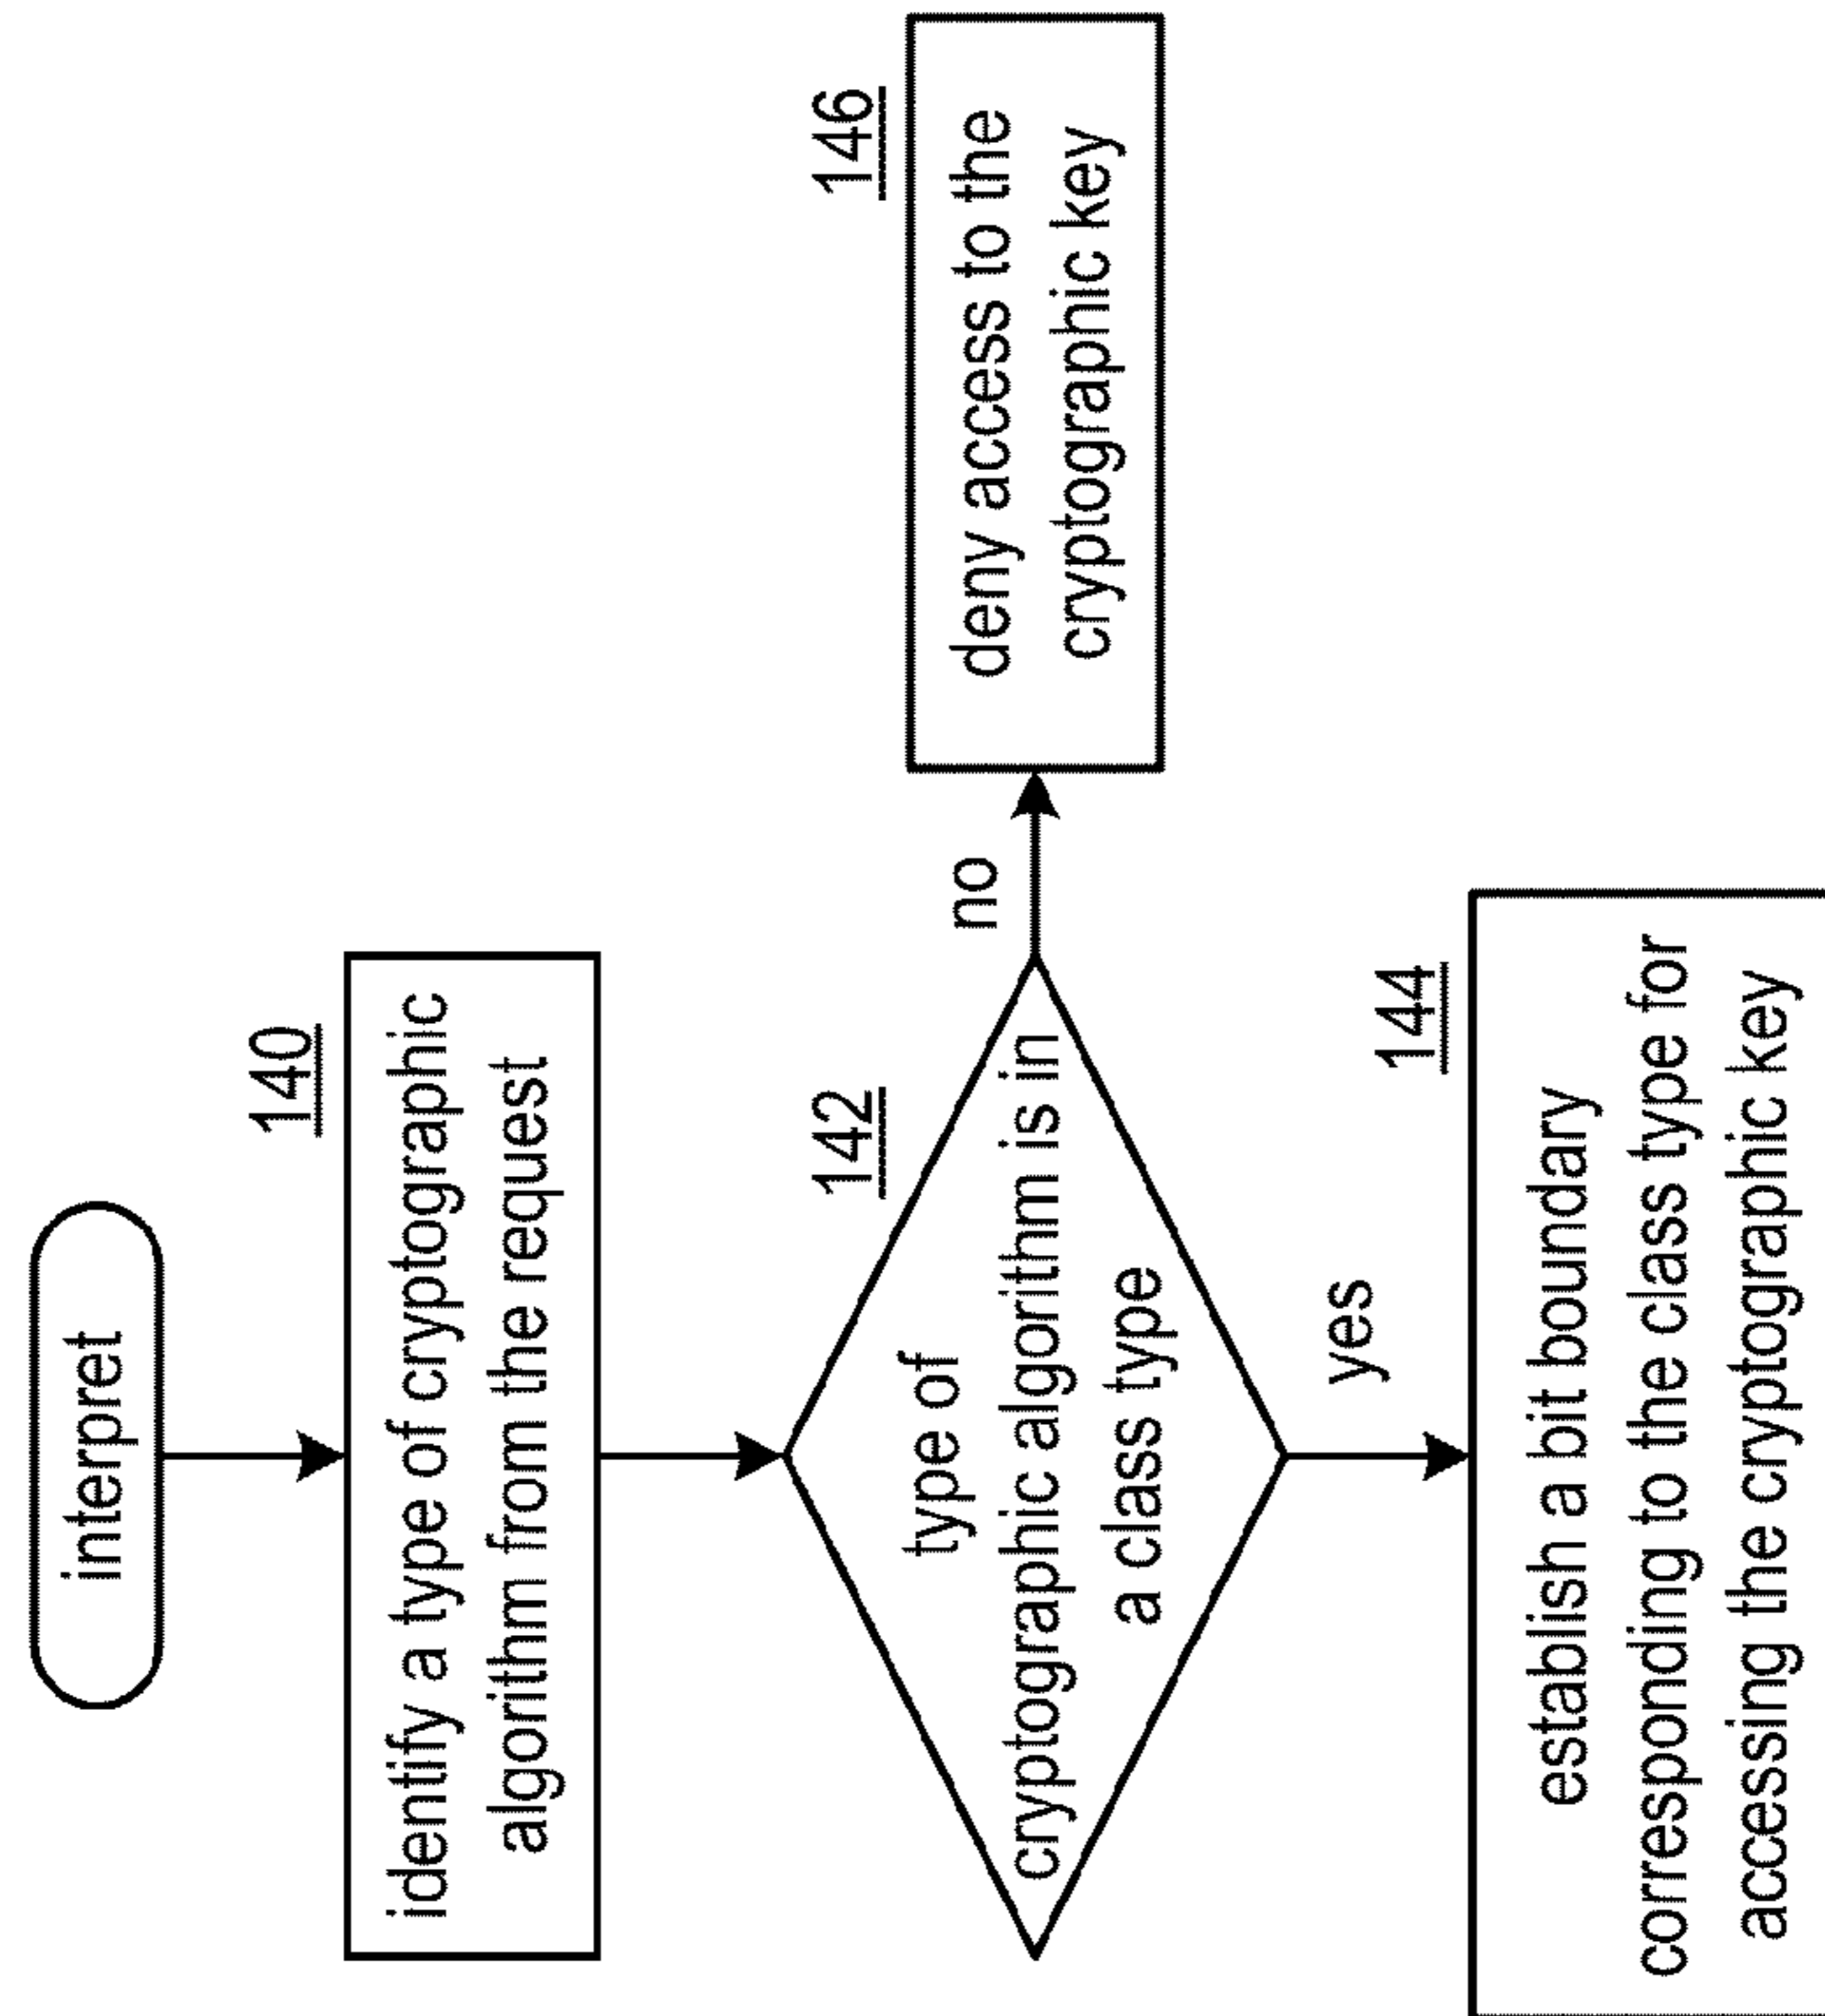 interpret
140
identify a type of cryptographic
algorithm from the request
142
type of
cryptographic algorithm is in
a class type
no
146
deny access to the
cryptographic key
yes
144
establish a bit boundary
corresponding to the class type for
accessing the cryptographic key